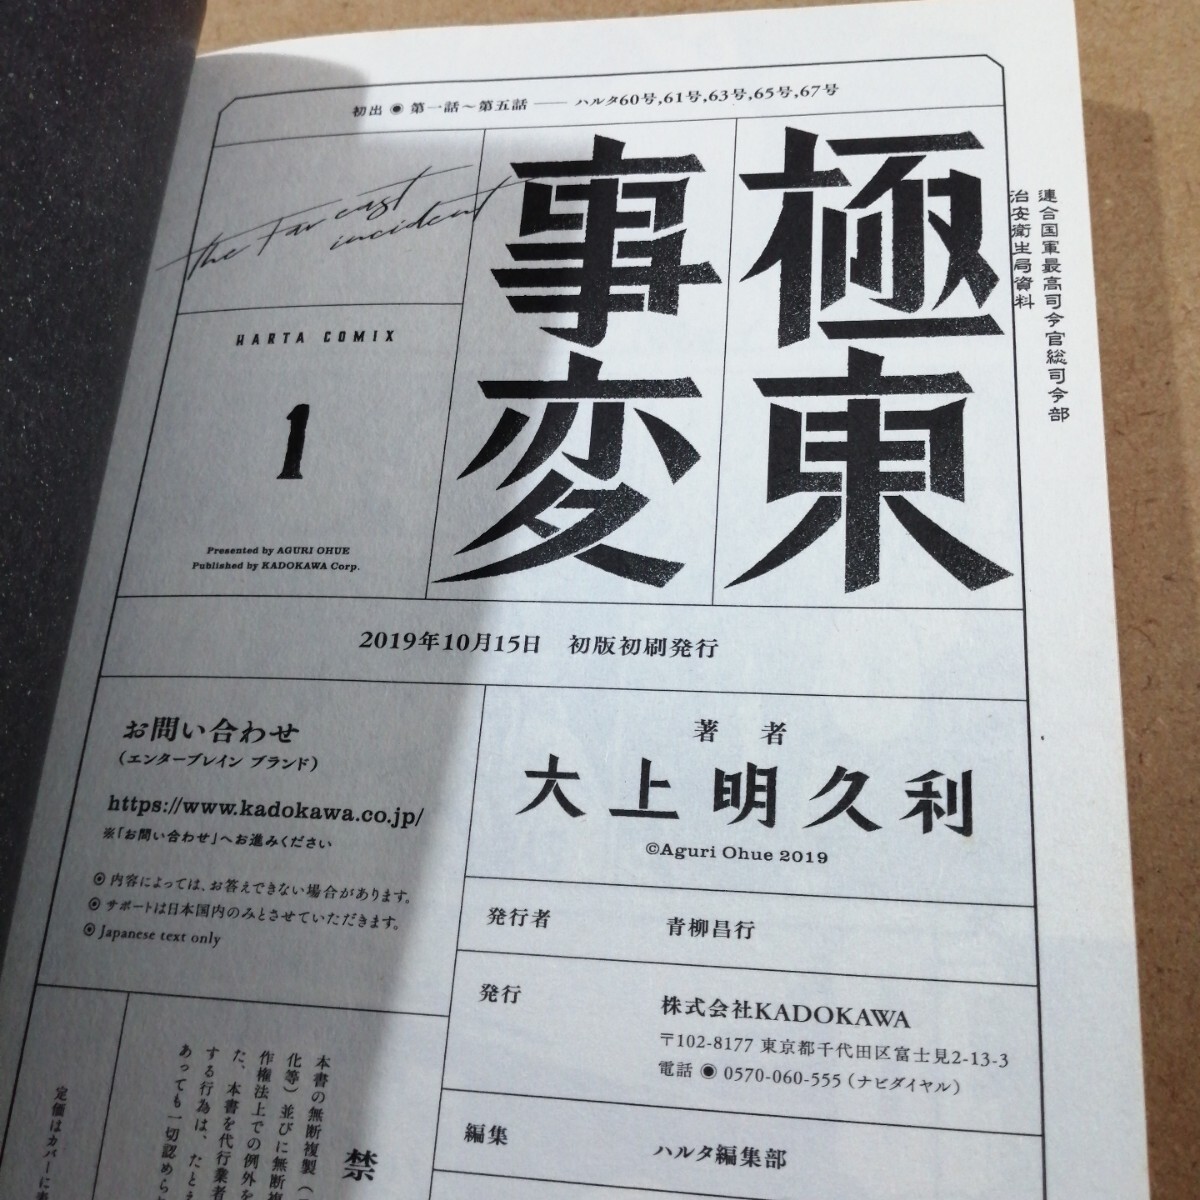 初出 ◉ 第一話〜第五話 ── ハルタ60号,61号,63号,65号,67号
連合国軍最高司令官総司令部
治安衛生局資料
極東
事変
the Far east
incident
HARTA COMIX
1
Presented by AGURI OHUE
Published by KADOKAWA Corp.
2019年10月15日 初版初刷発行
著 者
大上明久利
©Aguri Ohue 2019
発行者 青柳昌行
発行 株式会社KADOKAWA
〒102-8177 東京都千代田区富士見2-13-3
電話 ◉ 0570-060-555（ナビダイヤル）
編集 ハルタ編集部
お問い合わせ
（エンターブレイン ブランド）
https://www.kadokawa.co.jp/
※「お問い合わせ」へお進みください
◉ 内容によっては、お答えできない場合があります。
◉ サポートは日本国内のみとさせていただきます。
◉ Japanese text only
禁
本書の無断複製（
化等）並びに無断複
作権法上での例外を
た、本書を代行業者
する行為は、たとえ
あっても一切認めら
定価はカバーに表